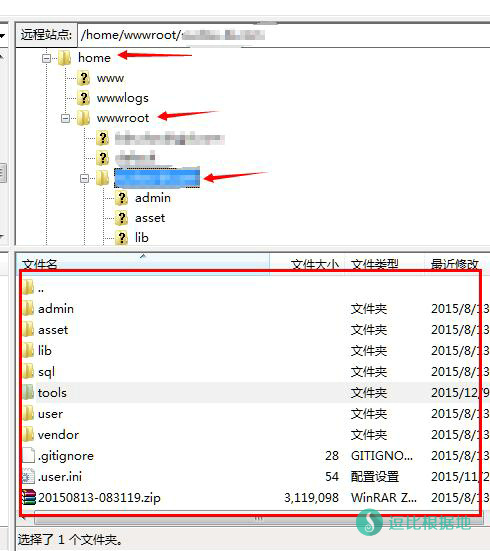 远程站点: /home/wwwroot/
home
www
wwwlogs
wwwroot
admin
asset
lib
文件名 文件大小 文件类型 最近修改
..
admin 文件夹 2015/8/13
asset 文件夹 2015/8/13
lib 文件夹 2015/8/13
sql 文件夹 2015/8/13
tools 文件夹 2015/12/9
user 文件夹 2015/8/13
vendor 文件夹 2015/8/13
.gitignore 28 GITIGNO... 2015/8/13
.user.ini 54 配置设置 2015/11/2
20150813-083119.zip 3,119,098 WinRAR Z... 2015/8/13
选择了 1 个文件夹。
逗比根据地